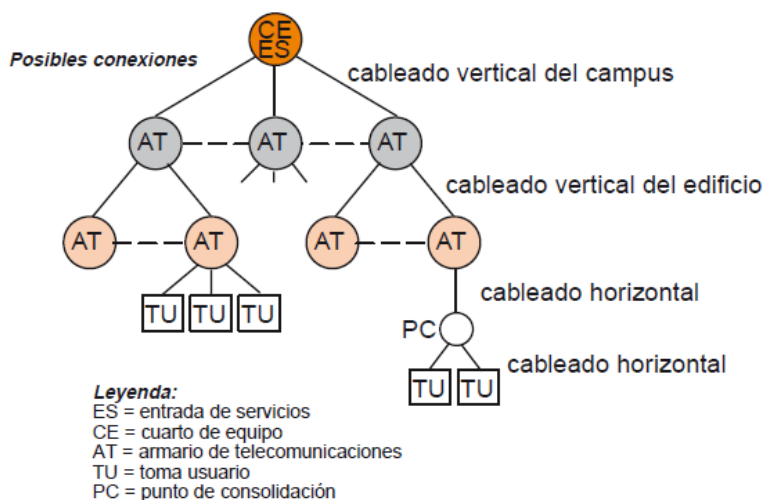 CE
ES
Posibles conexiones
cableado vertical del campus
AT AT AT
cableado vertical del edificio
AT AT AT AT
cableado horizontal
TU TU TU
PC
cableado horizontal
TU TU
Leyenda:
ES = entrada de servicios
CE = cuarto de equipo
AT = armario de telecomunicaciones
TU = toma usuario
PC = punto de consolidación